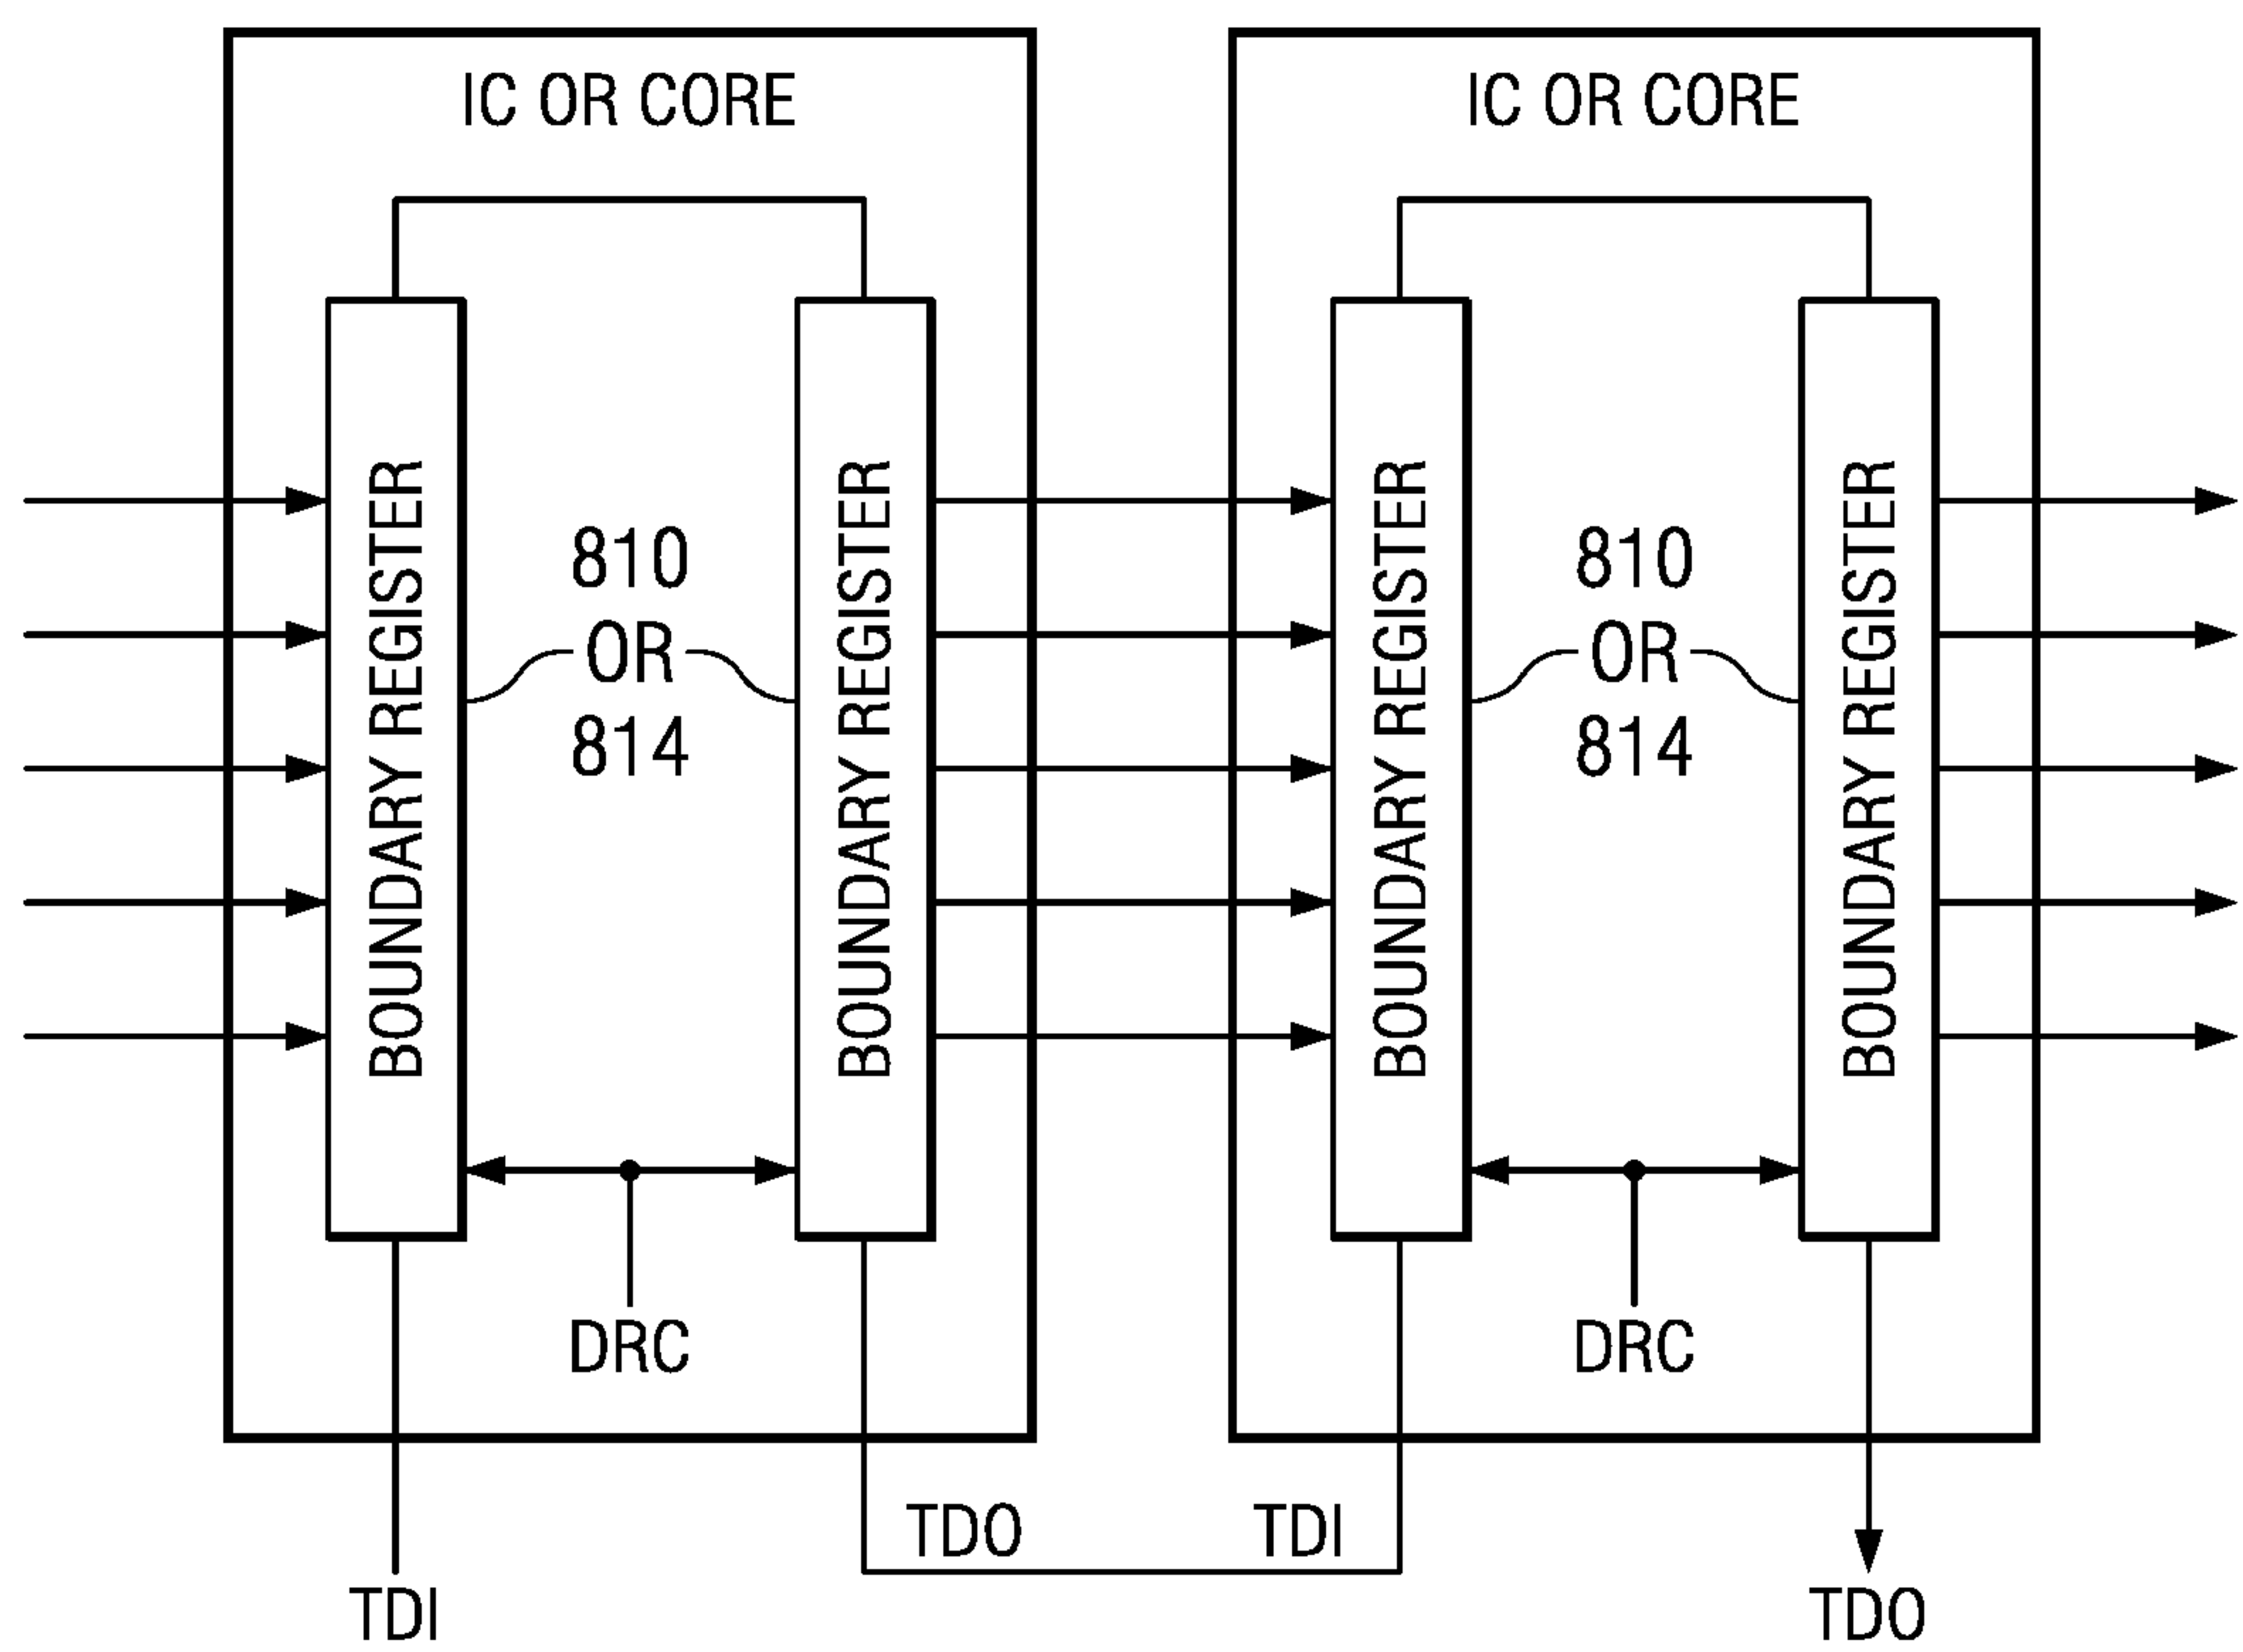 IC OR CORE
IC OR CORE
BOUNDARY REGISTER
810
OR
814
BOUNDARY REGISTER
BOUNDARY REGISTER
810
OR
814
BOUNDARY REGISTER
DRC
DRC
TDO
TDI
TDI
TDO